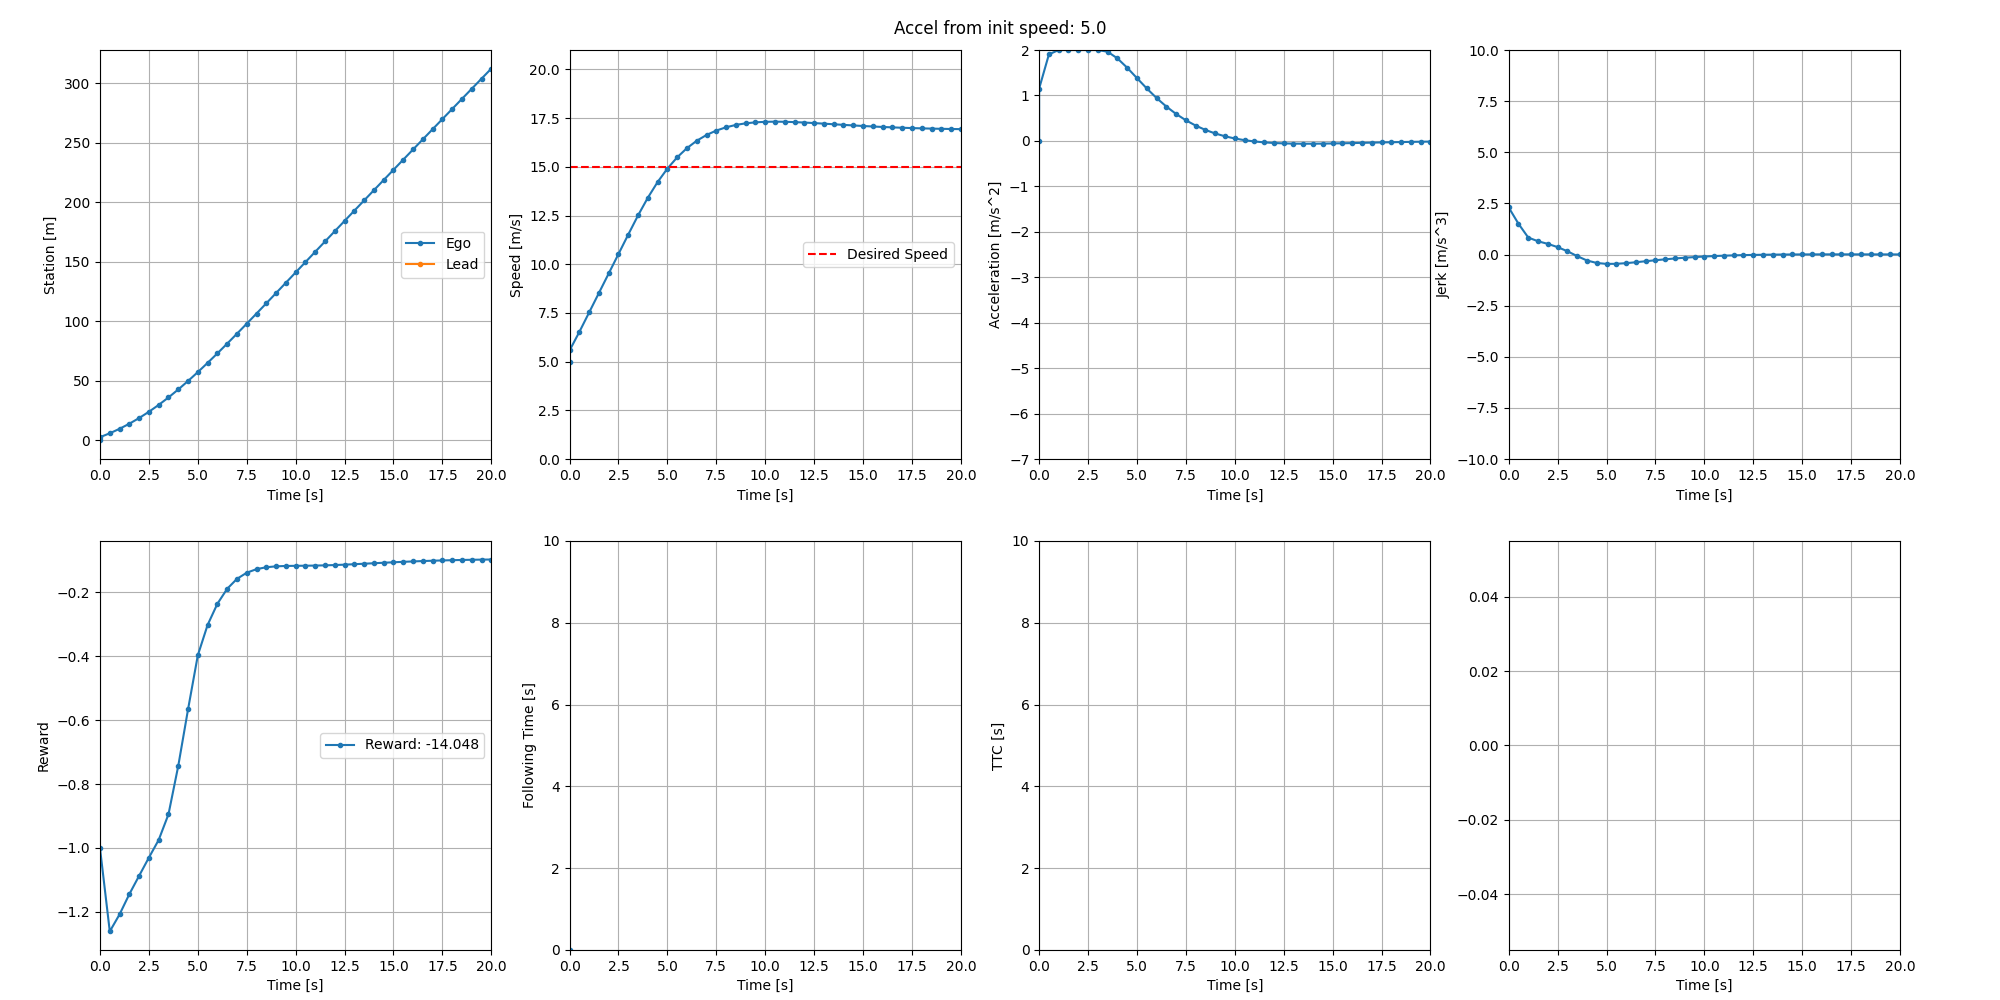 Accel from init speed: 5.0
Station [m]
300
250
200
150
100
50
0
Ego
Lead
0.0 2.5 5.0 7.5 10.0 12.5 15.0 17.5 20.0
Time [s]
Speed [m/s]
20.0
17.5
15.0
12.5
10.0
7.5
5.0
2.5
0.0
Desired Speed
0.0 2.5 5.0 7.5 10.0 12.5 15.0 17.5 20.0
Time [s]
Acceleration [m/s^2]
2
1
0
−1
−2
−3
−4
−5
−6
−7
0.0 2.5 5.0 7.5 10.0 12.5 15.0 17.5 20.0
Time [s]
Jerk [m/s^3]
10.0
7.5
5.0
2.5
0.0
−2.5
−5.0
−7.5
−10.0
0.0 2.5 5.0 7.5 10.0 12.5 15.0 17.5 20.0
Time [s]
Reward
−0.2
−0.4
−0.6
−0.8
−1.0
−1.2
Reward: -14.048
0.0 2.5 5.0 7.5 10.0 12.5 15.0 17.5 20.0
Time [s]
Following Time [s]
10
8
6
4
2
0
0.0 2.5 5.0 7.5 10.0 12.5 15.0 17.5 20.0
Time [s]
TTC [s]
10
8
6
4
2
0
0.0 2.5 5.0 7.5 10.0 12.5 15.0 17.5 20.0
Time [s]
0.04
0.02
0.00
−0.02
−0.04
0.0 2.5 5.0 7.5 10.0 12.5 15.0 17.5 20.0
Time [s]